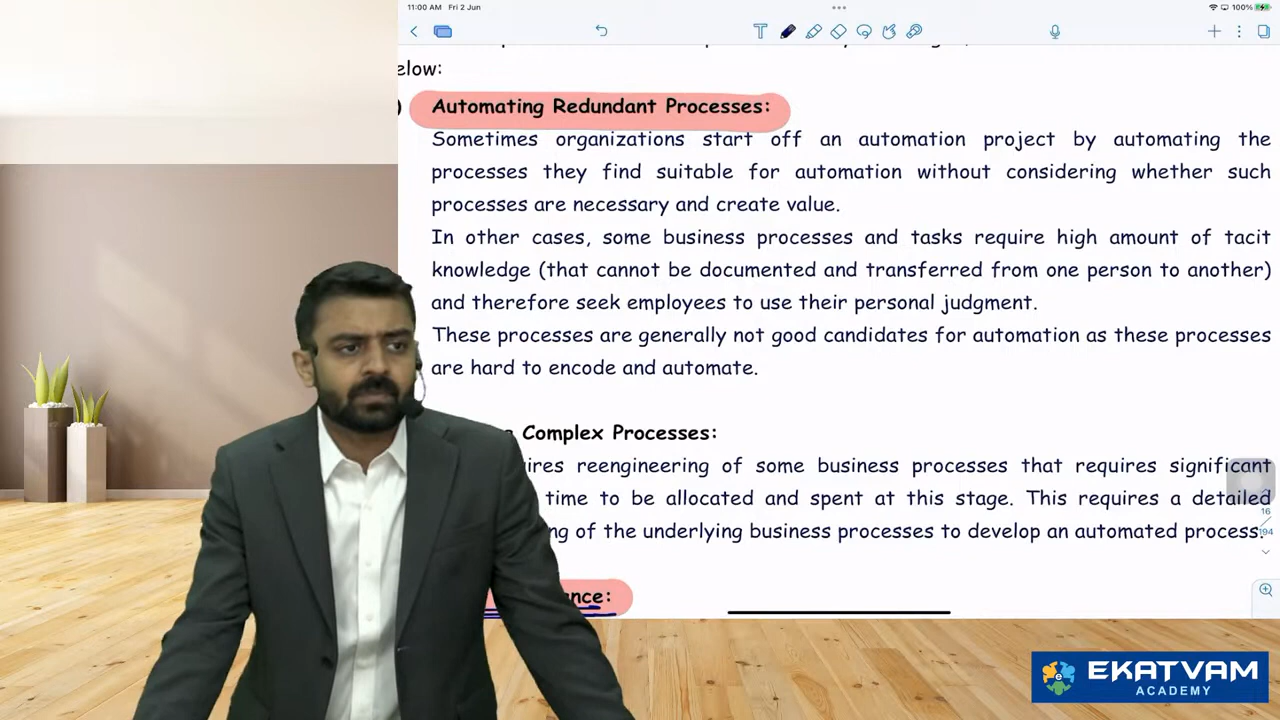 11:00 AM Fri 2 Jun
100%
elow:
) Automating Redundant Processes:
Sometimes organizations start off an automation project by automating the
processes they find suitable for automation without considering whether such
processes are necessary and create value.
In other cases, some business processes and tasks require high amount of tacit
knowledge (that cannot be documented and transferred from one person to another)
and therefore seek employees to use their personal judgment.
These processes are generally not good candidates for automation as these processes
are hard to encode and automate.
Complex Processes:
ires reengineering of some business processes that requires significant
time to be allocated and spent at this stage. This requires a detailed
ng of the underlying business processes to develop an automated process.
nce:
16
194
EKATVAM
ACADEMY